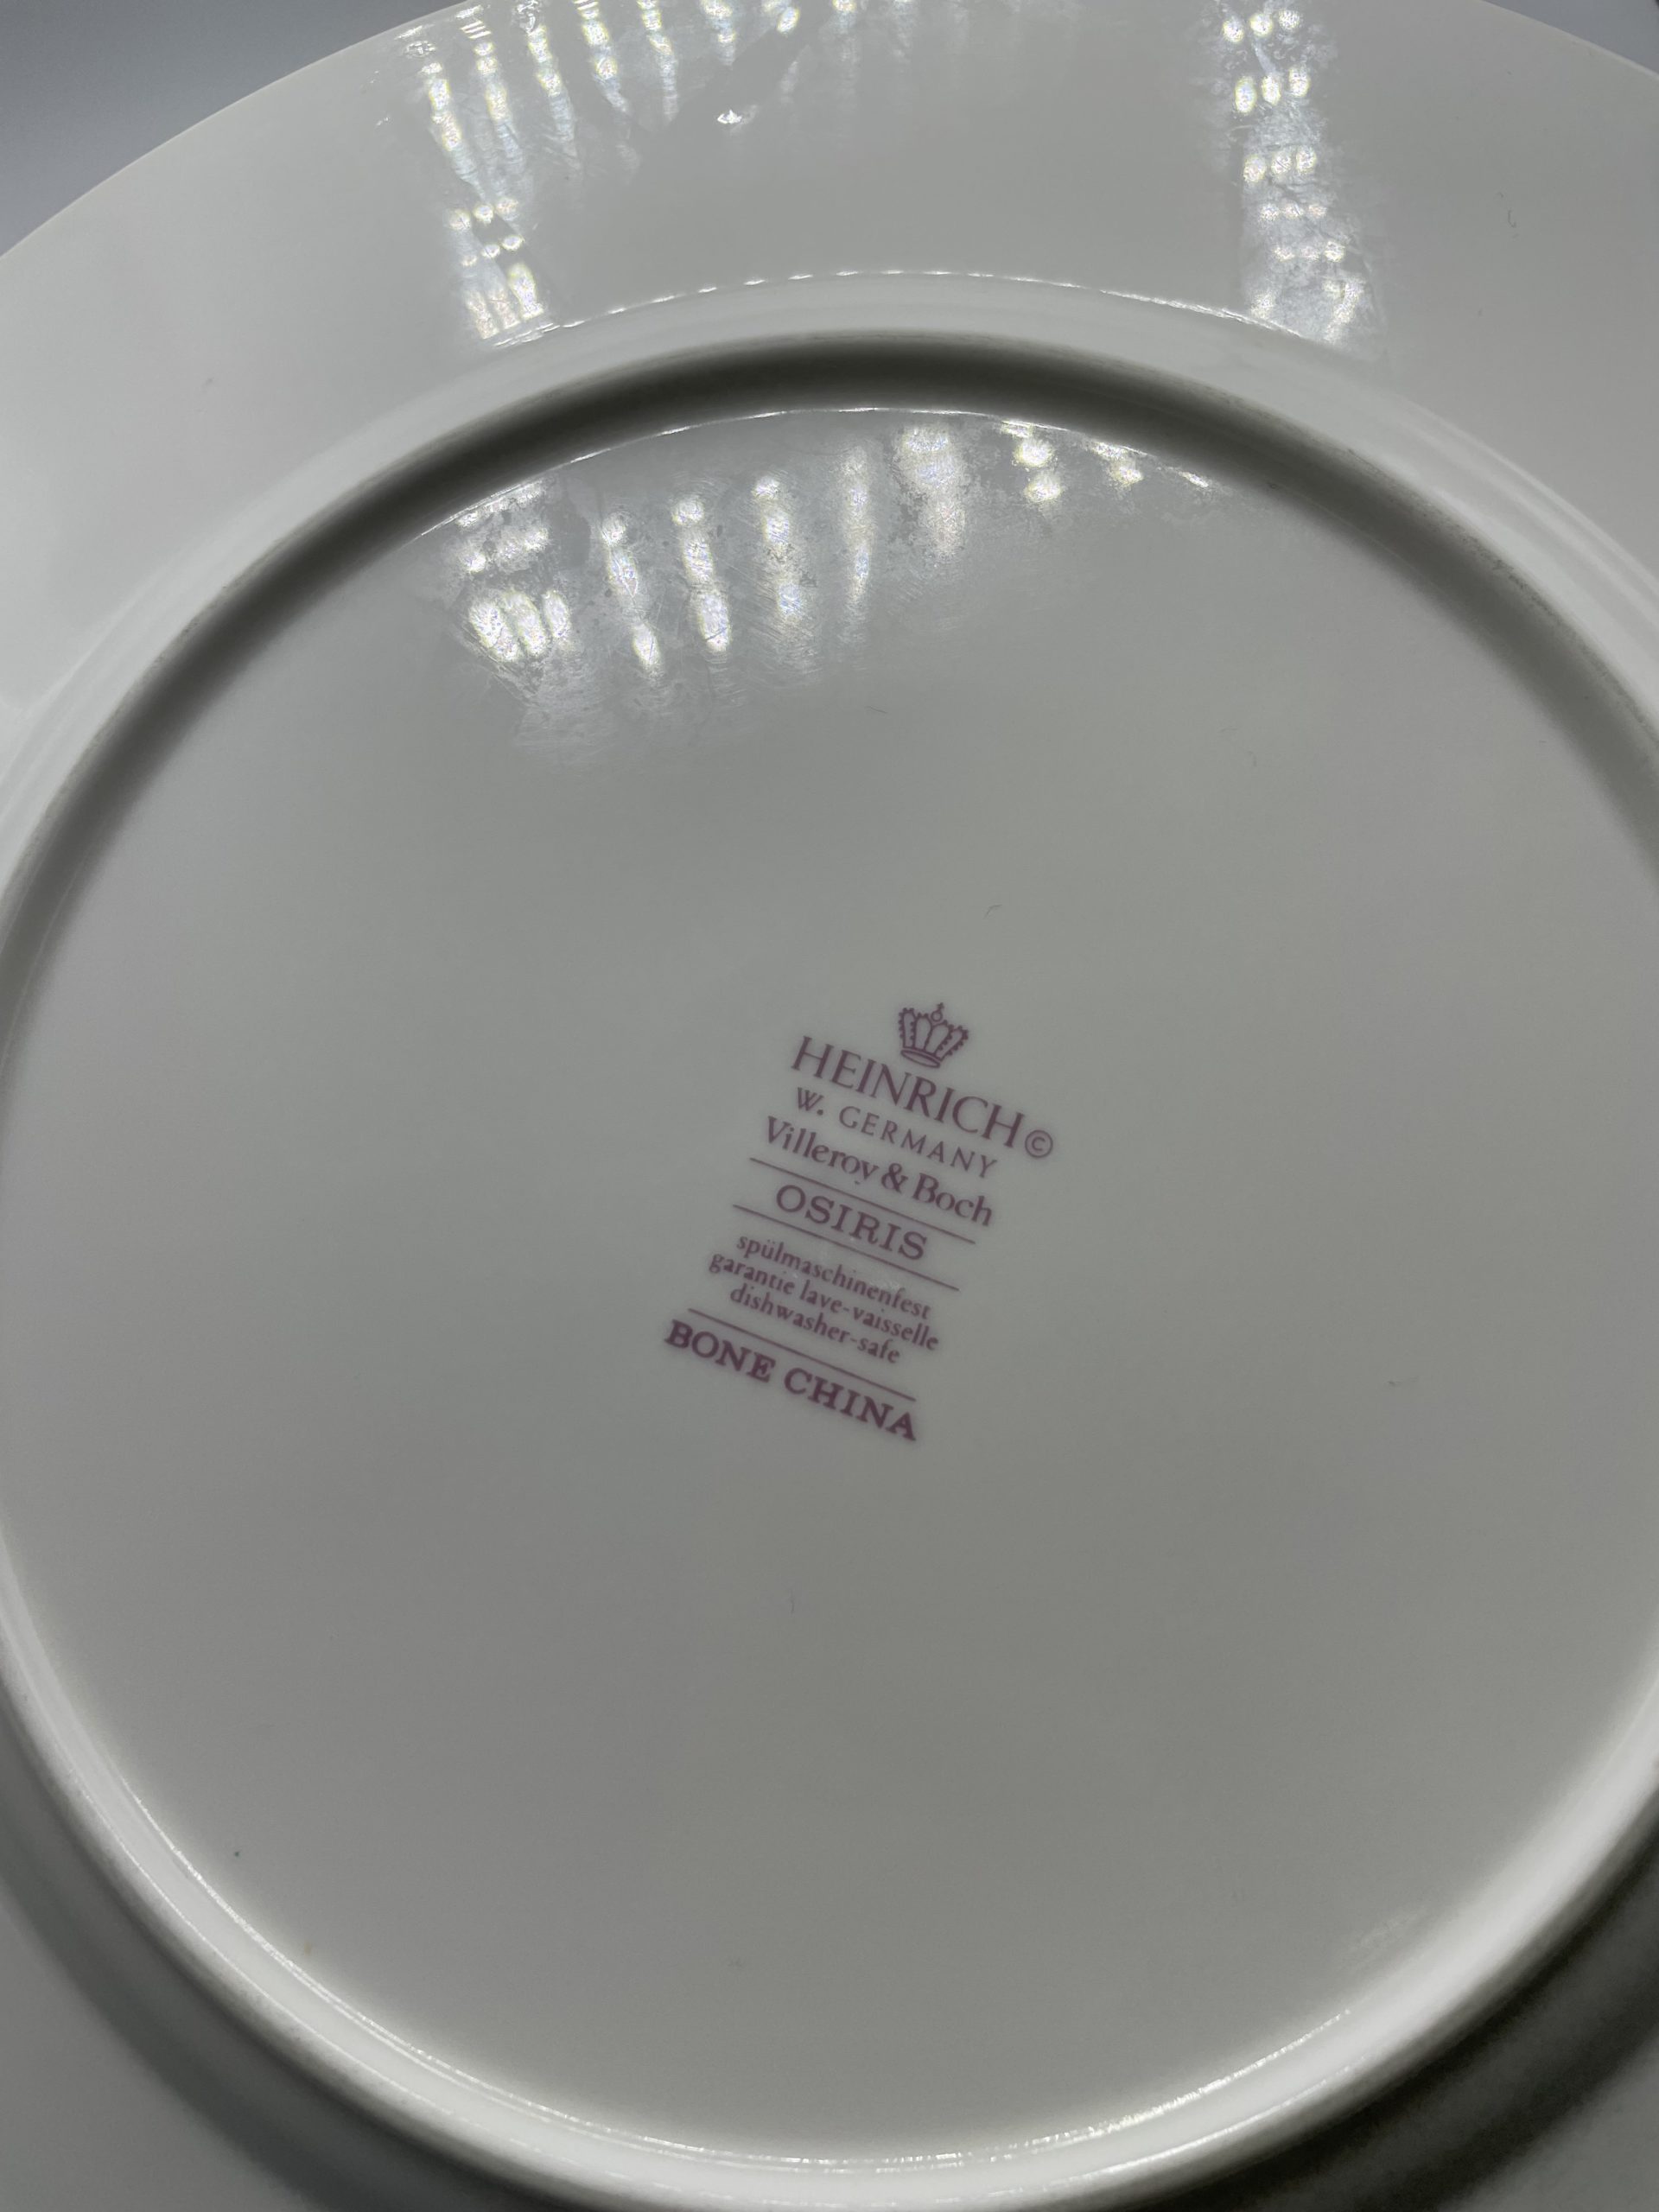 HEINRICH©
W. GERMANY
Villeroy & Boch
OSIRIS
spülmaschinenfest
garantie lave-vaisselle
dishwasher-safe
BONE CHINA